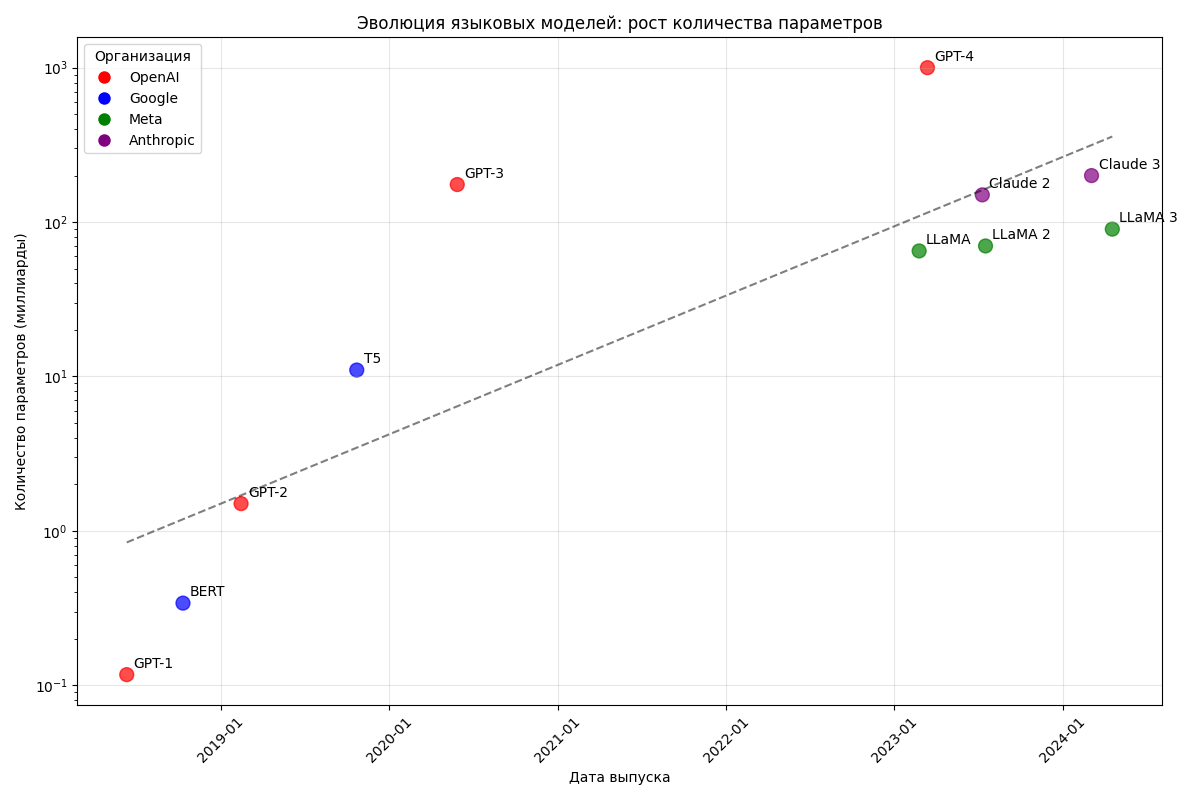 Эволюция языковых моделей: рост количества параметров
Организация
OpenAI
Google
Meta
Anthropic
GPT-4
GPT-3
Claude 3
Claude 2
LLaMA 3
LLaMA 2
LLaMA
T5
GPT-2
BERT
GPT-1
Количество параметров (миллиарды)
10³
10²
10¹
10⁰
10⁻¹
2019-01
2020-01
2021-01
2022-01
2023-01
2024-01
Дата выпуска